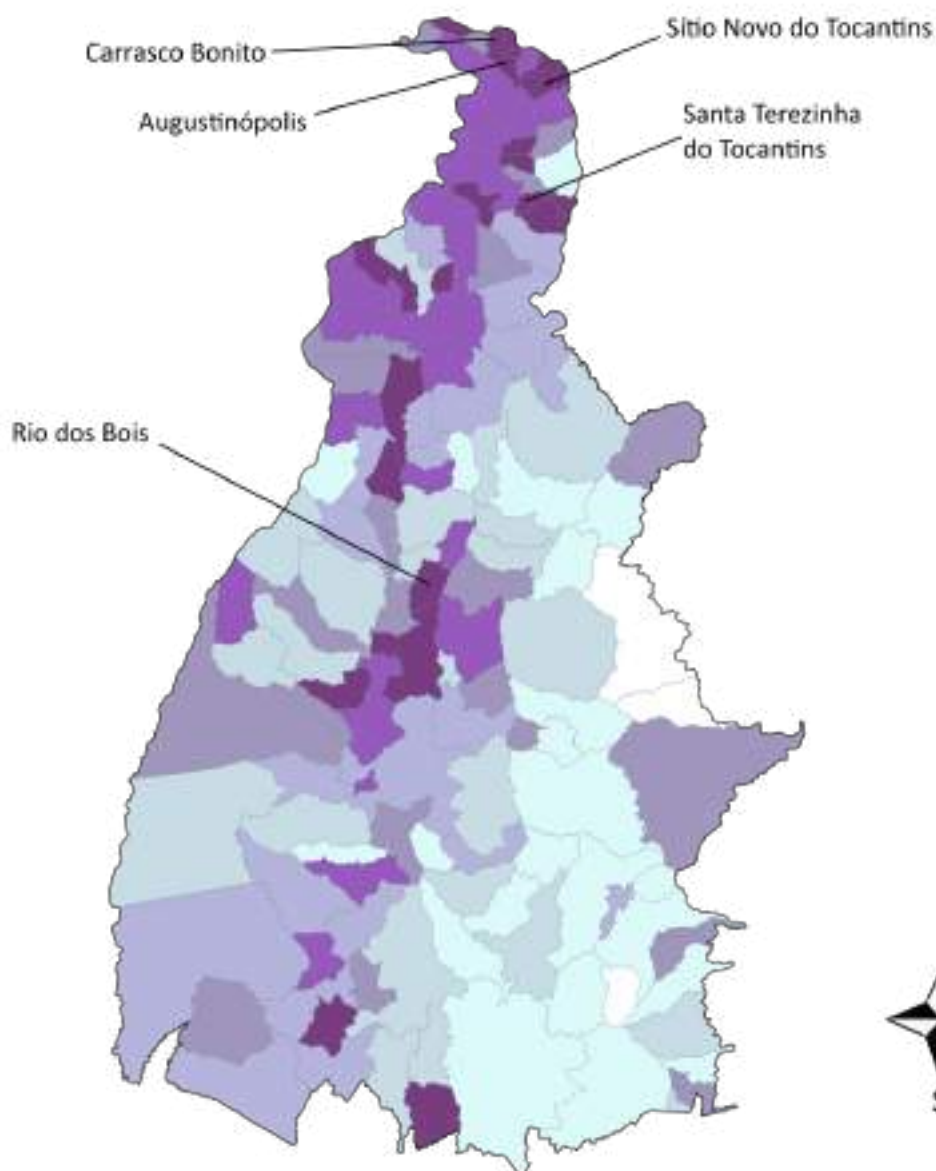 Carrasco Bonito
Sítio Novo do Tocantins
Augustinópolis
Santa Terezinha
do Tocantins
Rio dos Bois
S